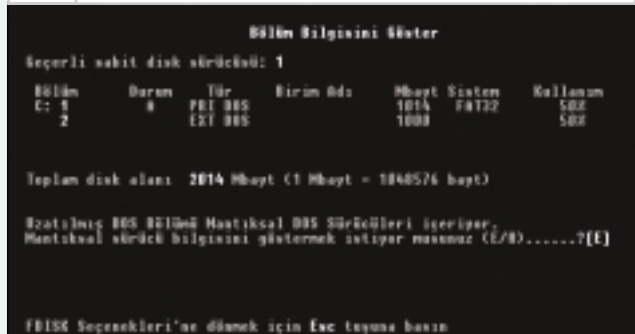 Bölüm Bilgisini Göster
Geçerli sabit disk sürücüsü: 1
Bölüm Durum Tür Birim Adı Mbayt Sistem Kullanım
C: 1 A PRI DOS 1014 FAT32 50%
2 EXT DOS 1000 50%
Toplam disk alanı 2014 Mbayt (1 Mbayt = 1048576 bayt)
Uzatılmış DOS Bölümü Mantıksal DOS Sürücüleri içeriyor.
Mantıksal sürücü bilgisini göstermek istiyor musunuz (E/H)......?[E]
FDISK Seçenekleri'ne dönmek için Esc tuşuna basın